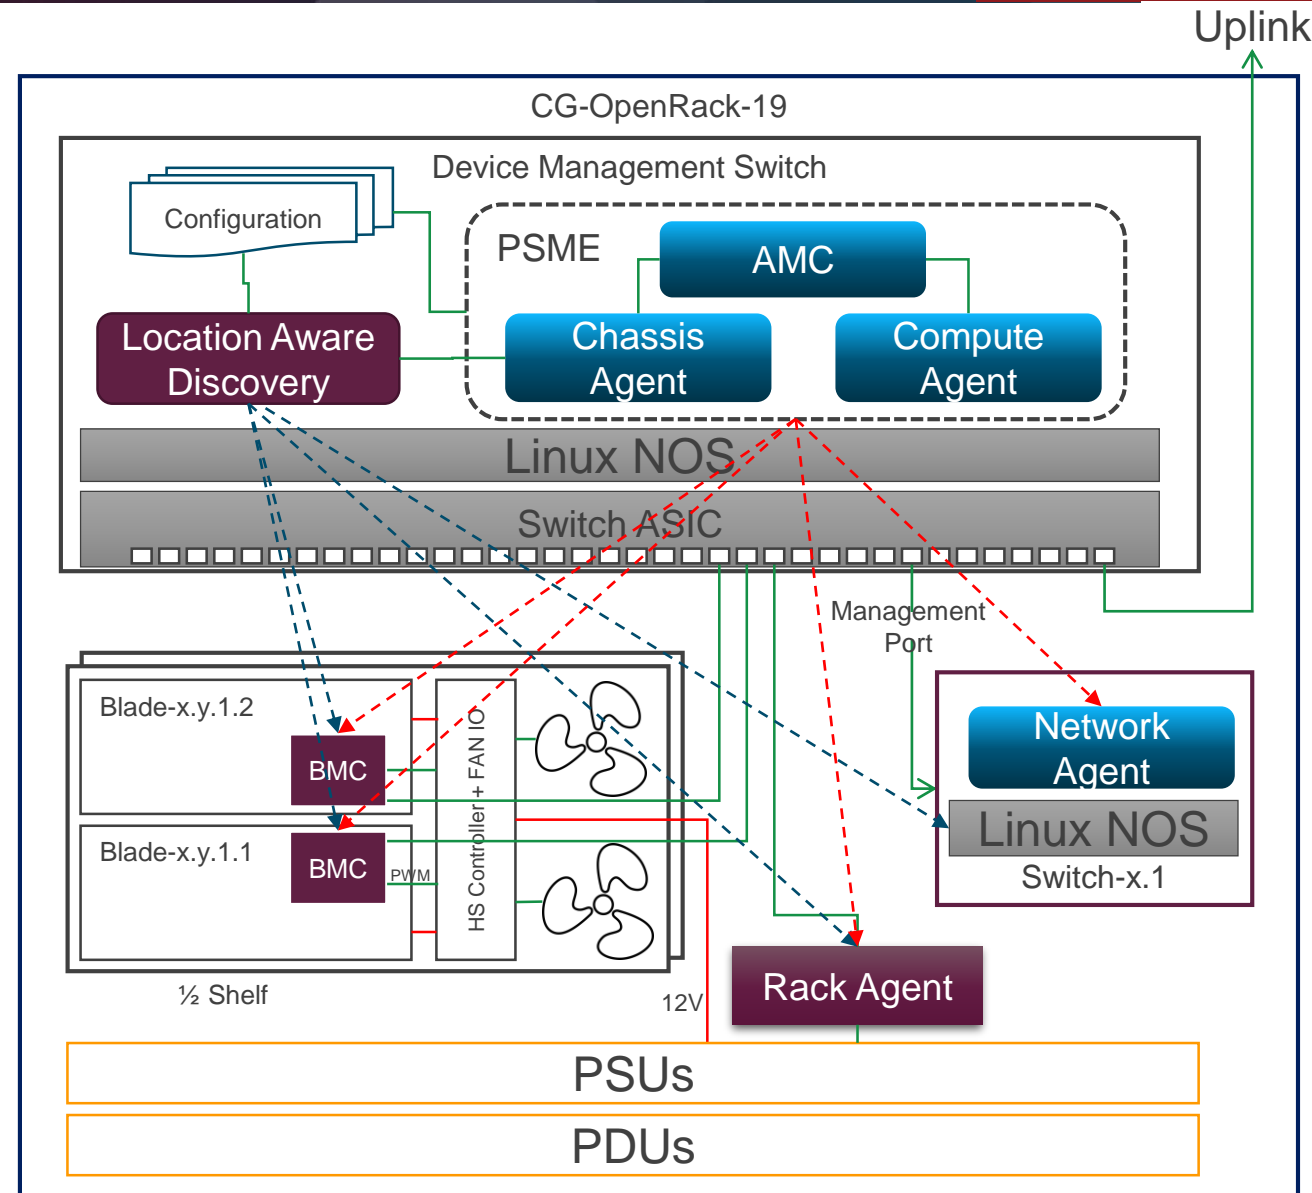 Uplink
CG-OpenRack-19
Device Management Switch
Configuration
PSME
AMC
Location Aware
Discovery
Chassis
Agent
Compute
Agent
Linux NOS
Switch ASIC
Management
Port
Blade-x.y.1.2
BMC
Blade-x.y.1.1
BMC
PWM
HS Controller + FAN IO
Network
Agent
Linux NOS
Switch-x.1
½ Shelf
12V
Rack Agent
PSUs
PDUs